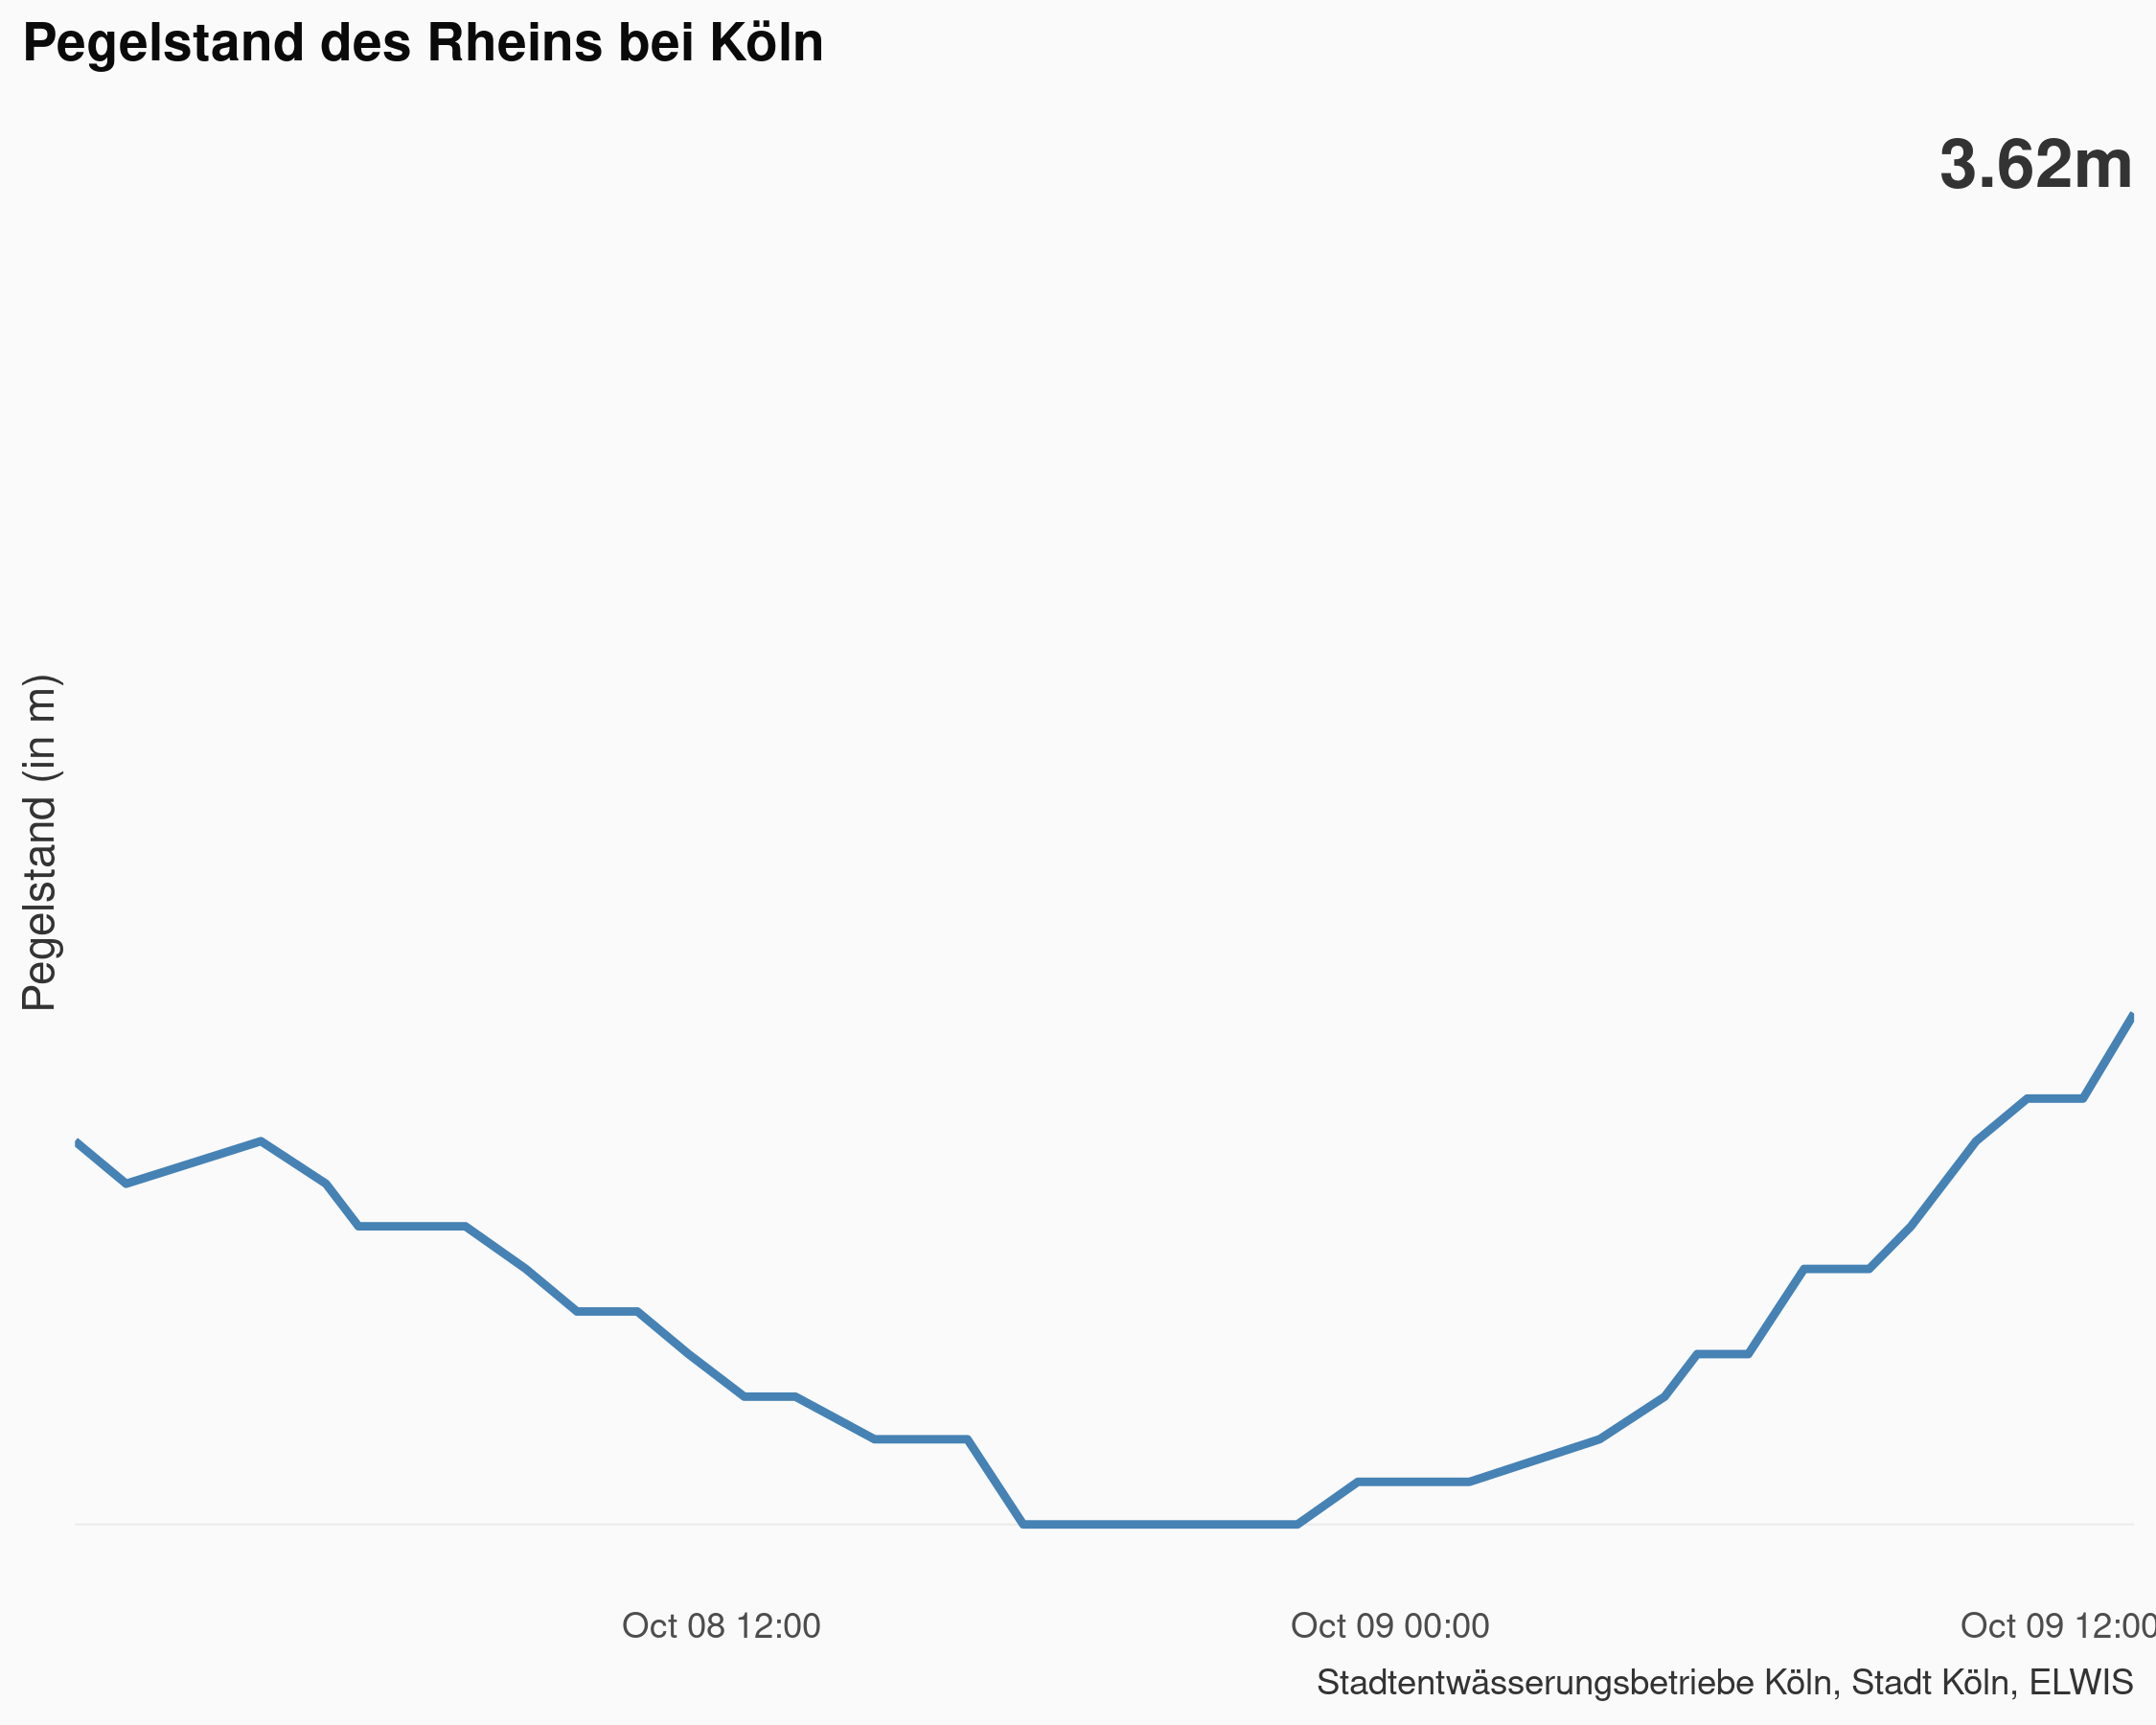 Pegelstand des Rheins bei Köln
3.62m
Pegelstand (in m)
Oct 08 12:00
Oct 09 00:00
Oct 09 12:00
Stadtentwässerungsbetriebe Köln, Stadt Köln, ELWIS